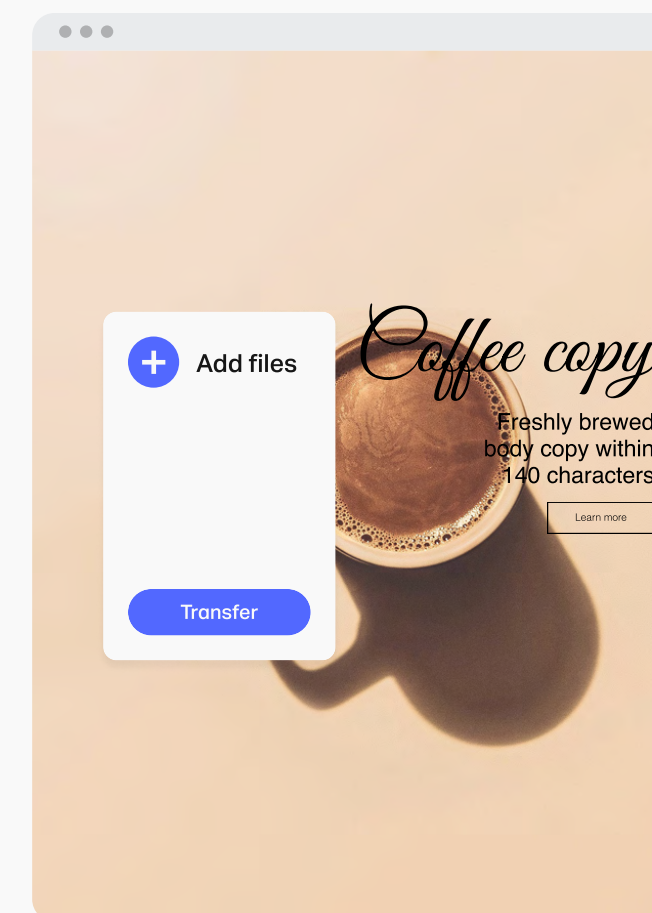 Add files
Coffee copy
Freshly brewed
body copy within
140 characters
Learn more
Transfer